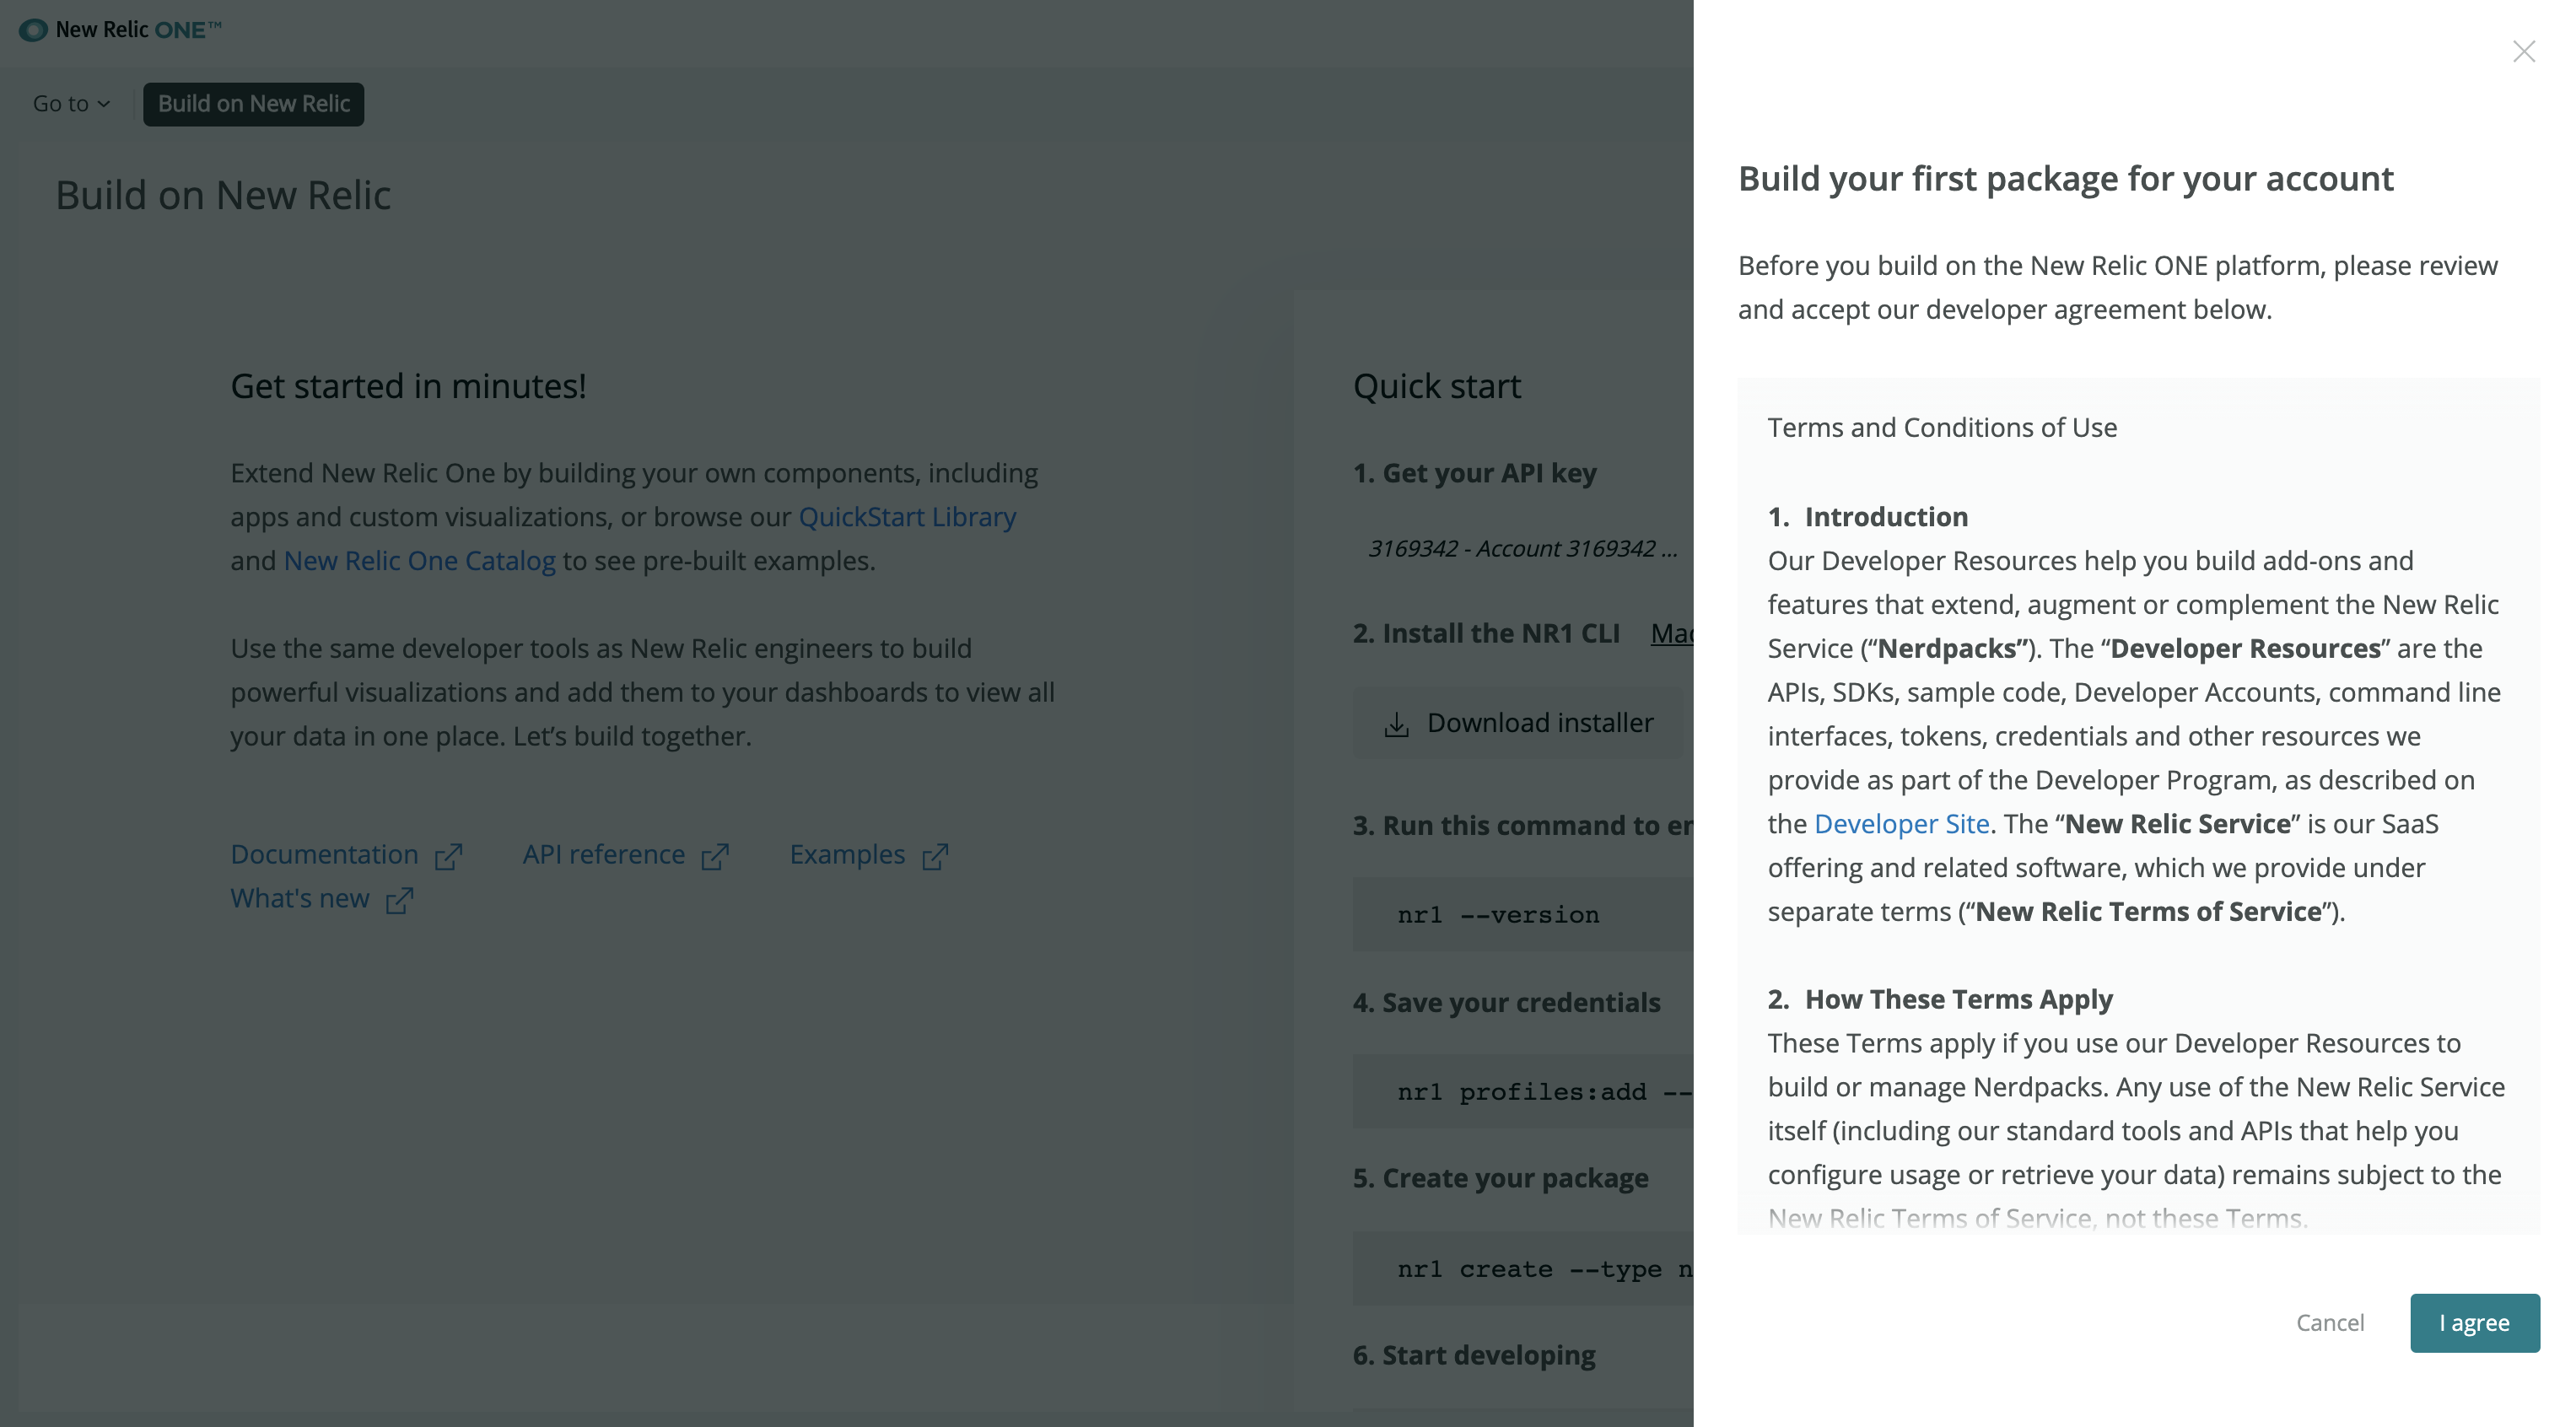 New Relic ONE™
Go to
Build on New Relic
Build on New Relic
Get started in minutes!
Extend New Relic One by building your own components, including
apps and custom visualizations, or browse our QuickStart Library
and New Relic One Catalog to see pre-built examples.
Use the same developer tools as New Relic engineers to build
powerful visualizations and add them to your dashboards to view all
your data in one place. Let’s build together.
Documentation API reference Examples
What's new
Quick start
1. Get your API key
3169342 - Account 3169342 ...
2. Install the NR1 CLI Mac
Download installer
3. Run this command to
nr1 --version
4. Save your credentials
nr1 profiles:add --
5. Create your package
nr1 create --type
6. Start developing
Build your first package for your account
Before you build on the New Relic ONE platform, please review
and accept our developer agreement below.
Terms and Conditions of Use
1. Introduction
Our Developer Resources help you build add-ons and
features that extend, augment or complement the New Relic
Service (“Nerdpacks”). The “Developer Resources” are the
APIs, SDKs, sample code, Developer Accounts, command line
interfaces, tokens, credentials and other resources we
provide as part of the Developer Program, as described on
the Developer Site. The “New Relic Service” is our SaaS
offering and related software, which we provide under
separate terms (“New Relic Terms of Service”).
2. How These Terms Apply
These Terms apply if you use our Developer Resources to
build or manage Nerdpacks. Any use of the New Relic Service
itself (including our standard tools and APIs that help you
configure usage or retrieve your data) remains subject to the
New Relic Terms of Service, not these Terms.
Cancel
I agree